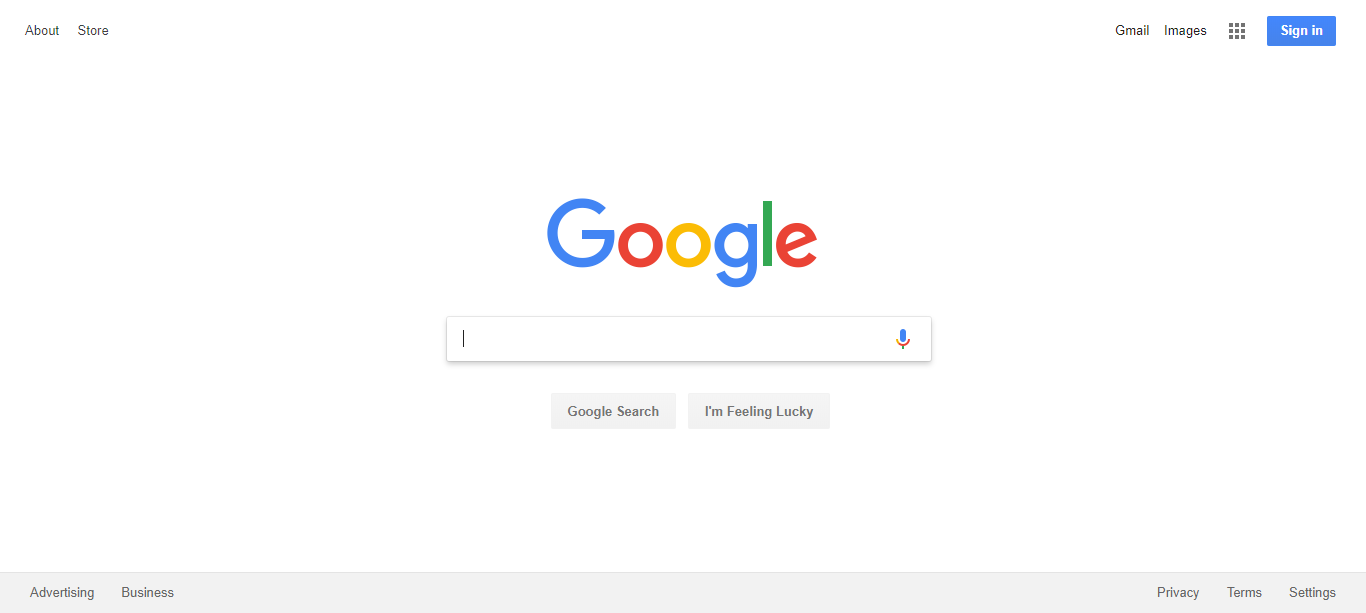 About Store Gmail Images Sign in
Google
Google Search I'm Feeling Lucky
Advertising Business Privacy Terms Settings